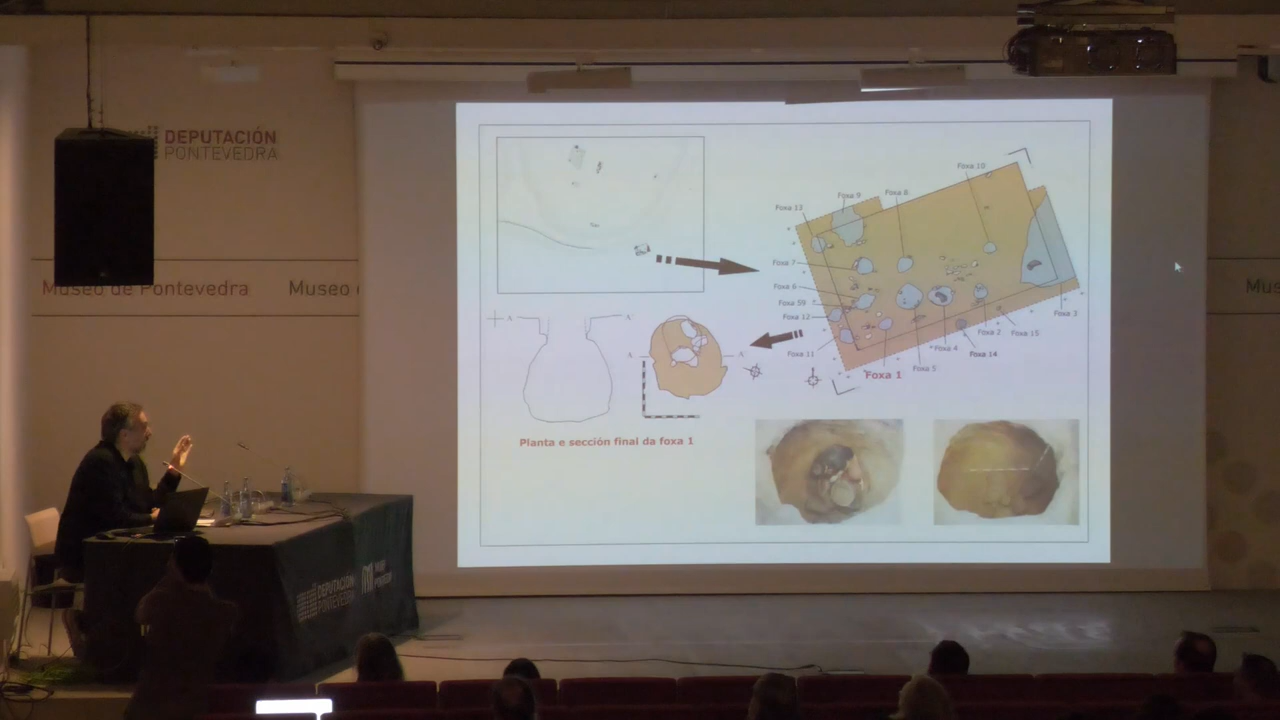 DEPUTACIÓN
PONTEVEDRA
Museo de Pontevedra
Museo
Mus
Foxa 10
Foxa 9
Foxa 8
Foxa 13
Foxa 7
Foxa 6
Foxa 59
Foxa 12
Foxa 11
Foxa 1
Foxa 5
Foxa 4
Foxa 14
Foxa 2
Foxa 15
Foxa 3
A
A'
A
A'
Planta e sección final da foxa 1
DEPUTACIÓN
PONTEVEDRA